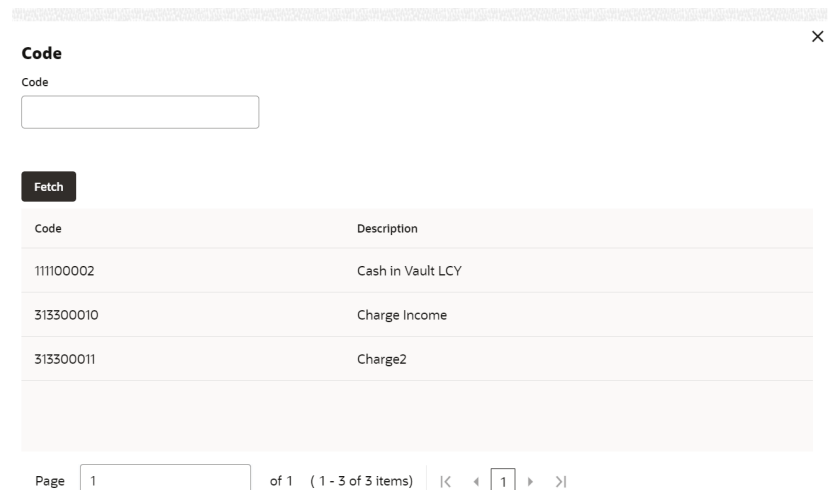 Code
Code
Fetch
Code Description
111100002 Cash in Vault LCY
313300010 Charge Income
313300011 Charge2
Page 1 of 1 (1 - 3 of 3 items) 1